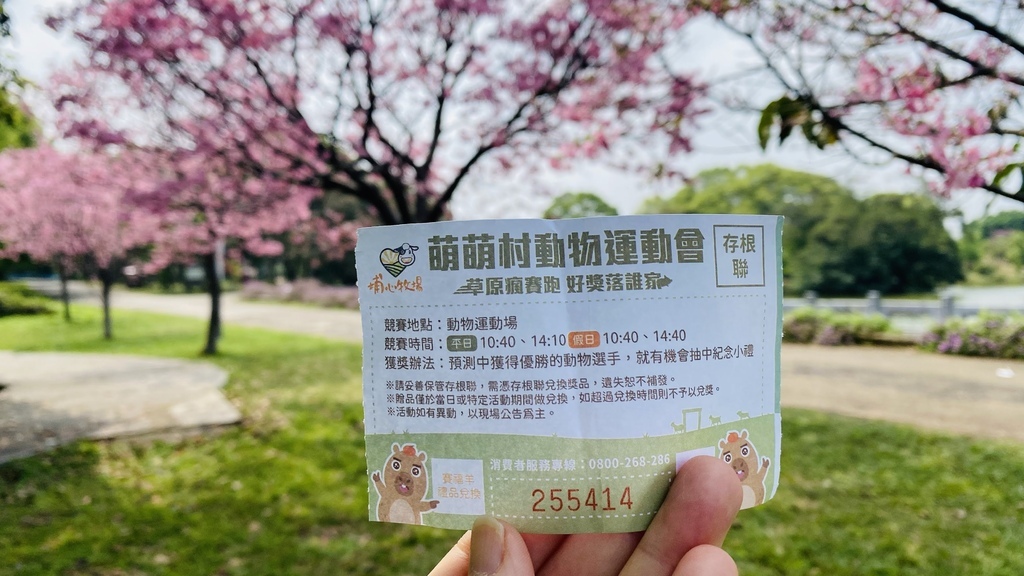 萌萌村動物運動會
存根聯
埔心牧場
草原瘋賽跑 好獎落誰家
競賽地點：動物運動場
競賽時間：平日 10:40、14:10 假日 10:40、14:40
獲獎辦法：預測中獲得優勝的動物選手，就有機會抽中紀念小禮
※請妥善保管存根聯，需憑存根聯兌換獎品，遺失恕不補發。
※贈品僅於當日或特定活動期間做兌換，如超過兌換時間則不予以兌獎。
※活動如有異動，以現場公告為主。
消費者服務專線：0800-268-286
禮品兌換
255414